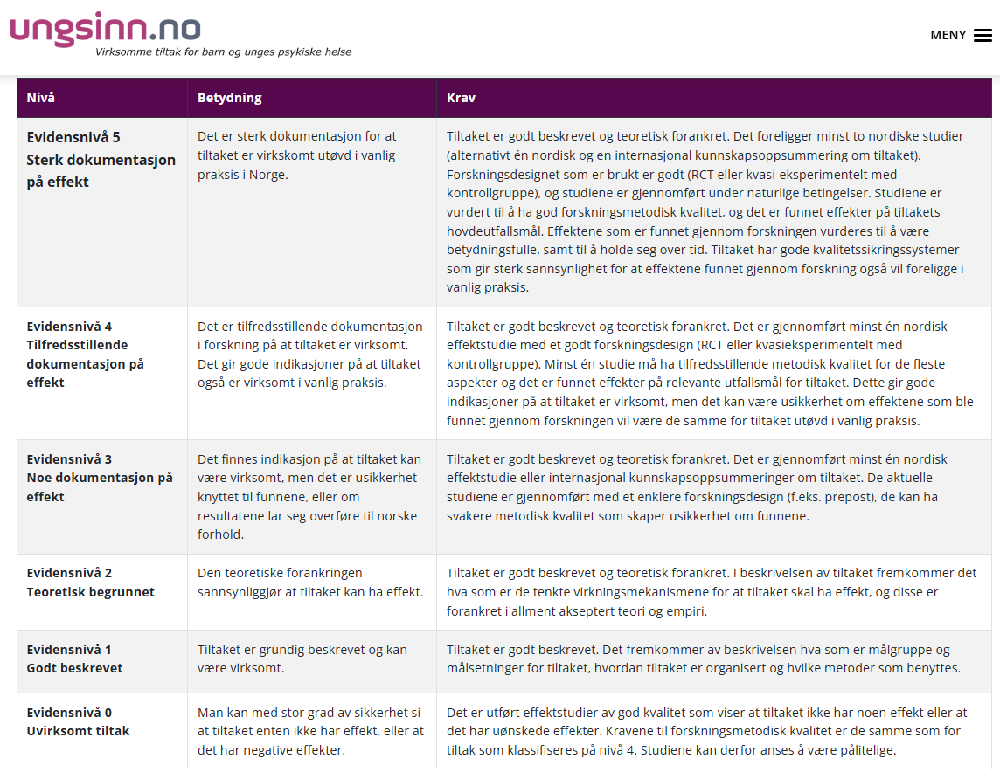 ungsinn.no
Virksomme tiltak for barn og unges psykiske helse
MENY
Nivå
Betydning
Krav
Evidensnivå 5
Sterk dokumentasjon
på effekt
Det er sterk dokumentasjon for at
tiltaket er virkskomt utøvd i vanlig
praksis i Norge.
Tiltaket er godt beskrevet og teoretisk forankret. Det foreligger minst to nordiske studier
(alternativt én nordisk og en internasjonal kunnskapsoppsummering om tiltaket).
Forskningsdesignet som er brukt er godt (RCT eller kvasi-eksperimentelt med
kontrollgruppe), og studiene er gjennomført under naturlige betingelser. Studiene er
vurdert til å ha god forskningsmetodisk kvalitet, og det er funnet effekter på tiltakets
hovdeutfallsmål. Effektene som er funnet gjennom forskningen vurderes til å være
betydningsfulle, samt til å holde seg over tid. Tiltaket har gode kvalitetssikringssystemer
som gir sterk sannsynlighet for at effektene funnet gjennom forskning også vil foreligge i
vanlig praksis.
Evidensnivå 4
Tilfredsstillende
dokumentasjon på
effekt
Det er tilfredsstillende dokumentasjon
i forskning på at tiltaket er virksomt.
Det gir gode indikasjoner på at tiltaket
også er virksomt i vanlig praksis.
Tiltaket er godt beskrevet og teoretisk forankret. Det er gjennomført minst én nordisk
effektstudie med et godt forskningsdesign (RCT eller kvasieksperimentelt med
kontrollgruppe). Minst én studie må ha tilfredsstillende metodisk kvalitet for de fleste
aspekter og det er funnet effekter på relevante utfallsmål for tiltaket. Dette gir gode
indikasjoner på at tiltaket er virksomt, men det kan være usikkerhet om effektene som ble
funnet gjennom forskningen vil være de samme for tiltaket utøvd i vanlig praksis.
Evidensnivå 3
Noe dokumentasjon på
effekt
Det finnes indikasjon på at tiltaket kan
være virksomt, men det er usikkerhet
knyttet til funnene, eller om
resultatene lar seg overføre til norske
forhold.
Tiltaket er godt beskrevet og teoretisk forankret. Det er gjennomført minst én nordisk
effektstudie eller internasjonal kunnskapsoppsummeringer om tiltaket. De aktuelle
studiene er gjennomført med et enklere forskningsdesign (f.eks. prepost), de kan ha
svakere metodisk kvalitet som skaper usikkerhet om funnene.
Evidensnivå 2
Teoretisk begrunnet
Den teoretiske forankringen
sannsynliggjør at tiltaket kan ha effekt.
Tiltaket er godt beskrevet og teoretisk forankret. I beskrivelsen av tiltaket fremkommer det
hva som er de tenkte virkningsmekanismene for at tiltaket skal ha effekt, og disse er
forankret i allment akseptert teori og empiri.
Evidensnivå 1
Godt beskrevet
Tiltaket er grundig beskrevet og kan
være virksomt.
Tiltaket er godt beskrevet. Det fremkommer av beskrivelsen hva som er målgruppe og
målsetninger for tiltaket, hvordan tiltaket er organisert og hvilke metoder som benyttes.
Evidensnivå 0
Uvirksomt tiltak
Man kan med stor grad av sikkerhet si
at tiltaket enten ikke har effekt, eller at
det har negative effekter.
Det er utført effektstudier av god kvalitet som viser at tiltaket ikke har noen effekt eller at
det har uønskede effekter. Kravene til forskningsmetodisk kvalitet er de samme som for
tiltak som klassifiseres på nivå 4. Studiene kan derfor anses å være pålitelige.